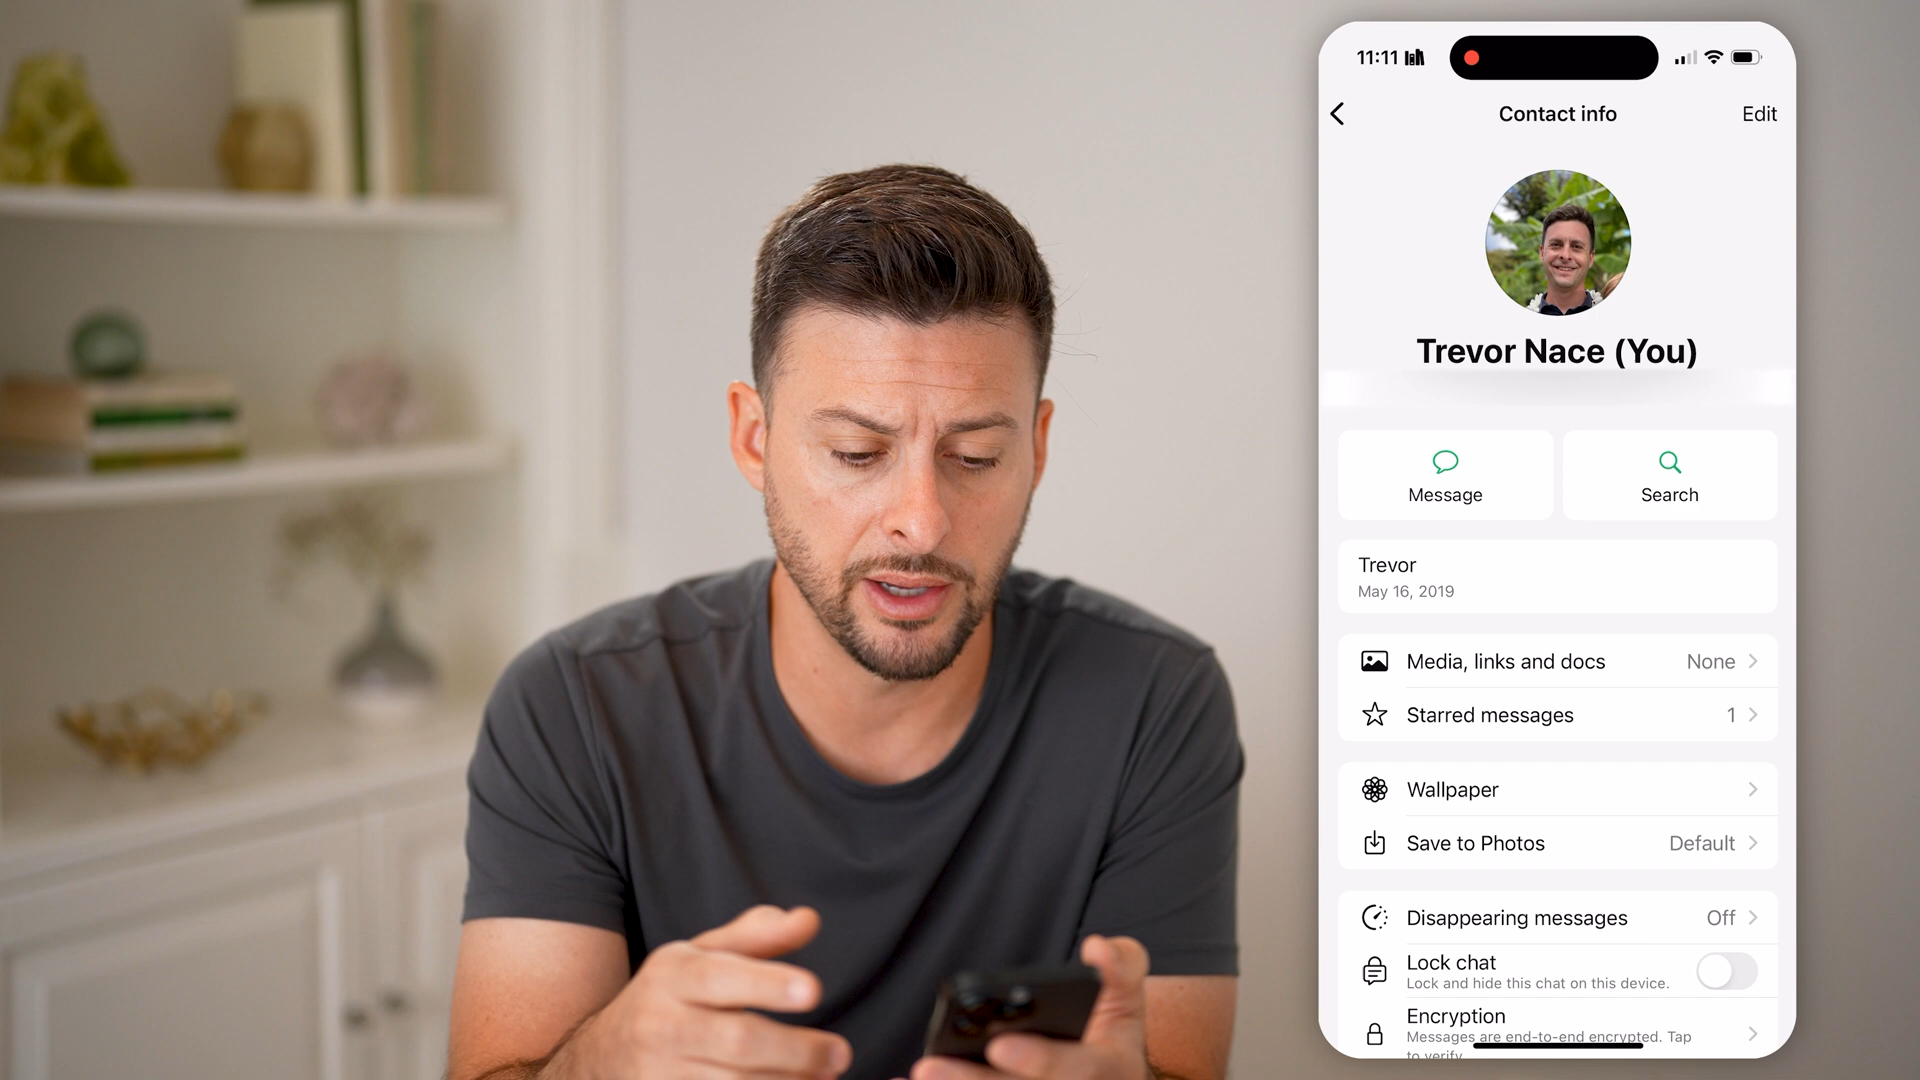 11:11
Contact info
Edit
Trevor Nace (You)
Message
Search
Trevor
May 16, 2019
Media, links and docs
None
Starred messages
1
Wallpaper
Save to Photos
Default
Disappearing messages
Off
Lock chat
Lock and hide this chat on this device.
Encryption
Messages are end-to-end encrypted. Tap
to verify.